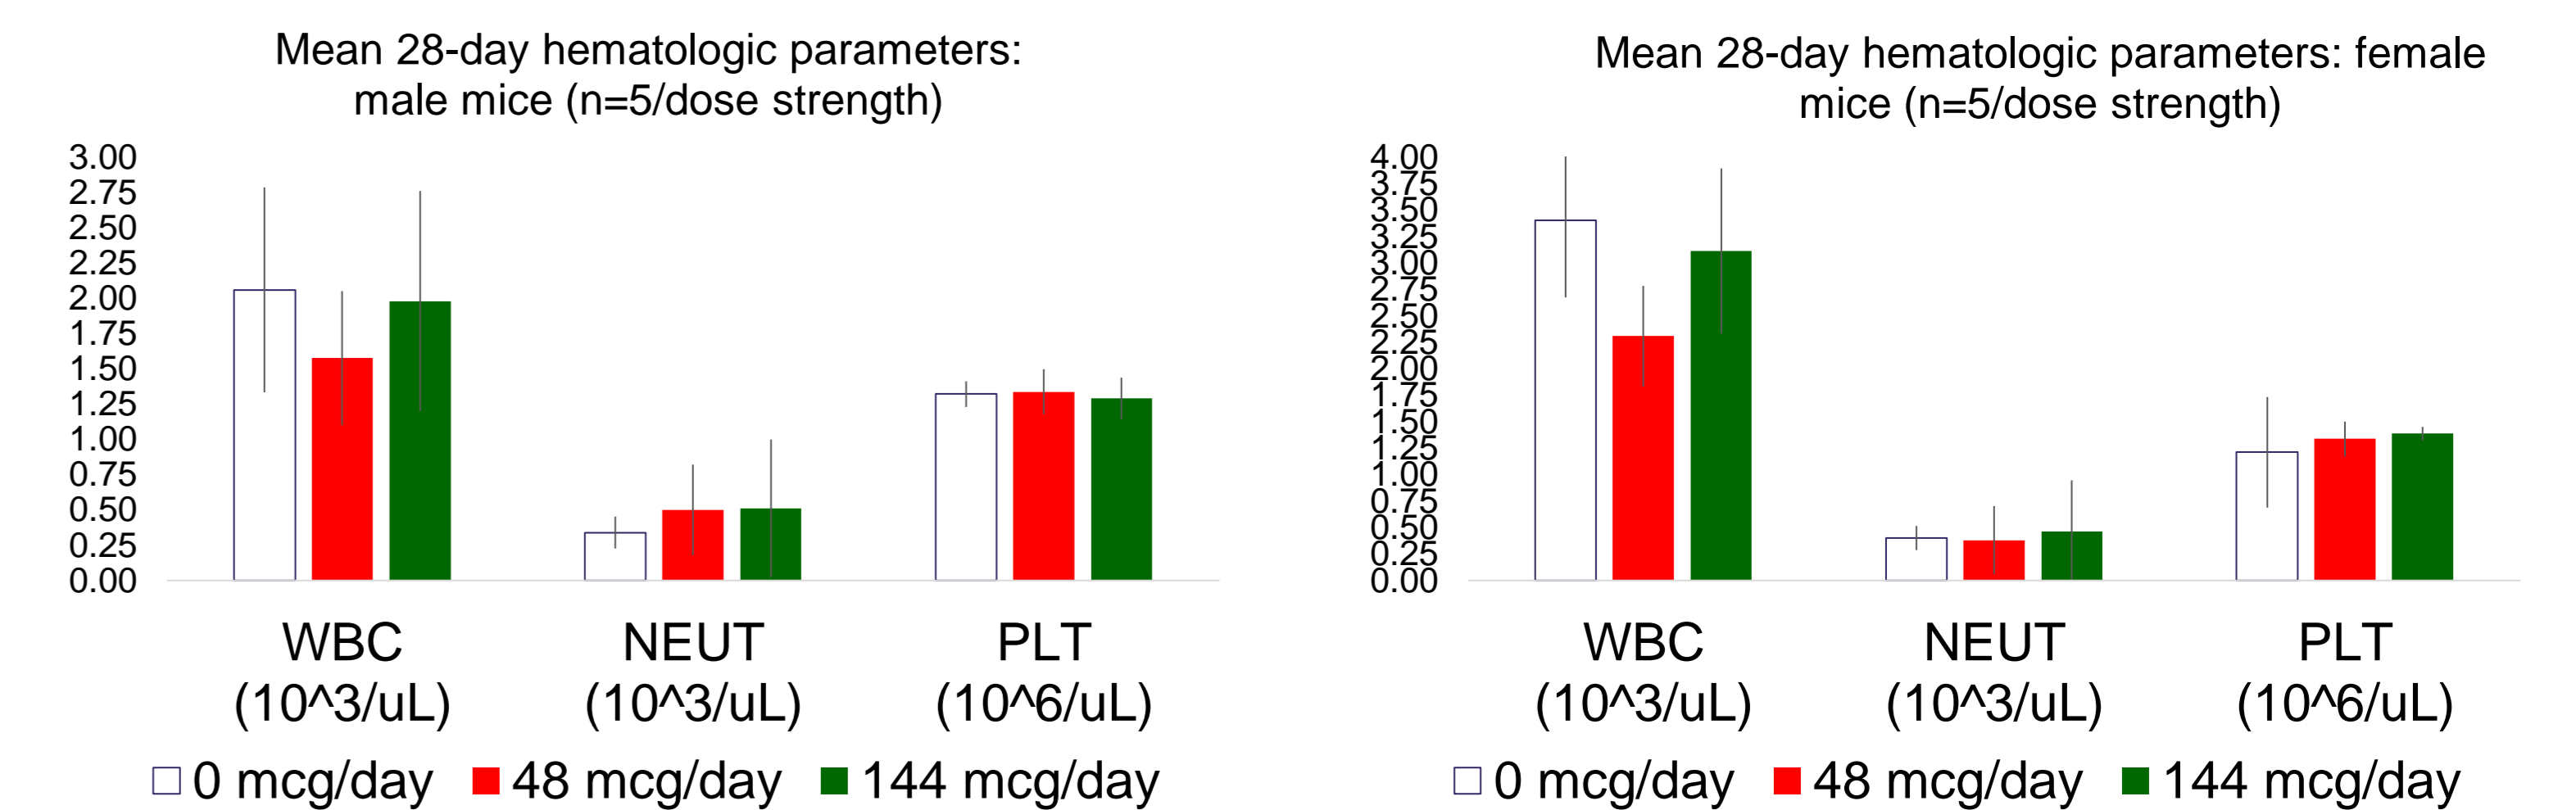 Mean 28-day hematologic parameters:
male mice (n=5/dose strength)
3.00
2.75
2.50
2.25
2.00
1.75
1.50
1.25
1.00
0.75
0.50
0.25
0.00
WBC
(10^3/uL)
NEUT
(10^3/uL)
PLT
(10^6/uL)
0 mcg/day 48 mcg/day 144 mcg/day
Mean 28-day hematologic parameters: female
mice (n=5/dose strength)
4.00
3.75
3.50
3.25
3.00
2.75
2.50
2.25
2.00
1.75
1.50
1.25
1.00
0.75
0.50
0.25
0.00
WBC
(10^3/uL)
NEUT
(10^3/uL)
PLT
(10^6/uL)
0 mcg/day 48 mcg/day 144 mcg/day